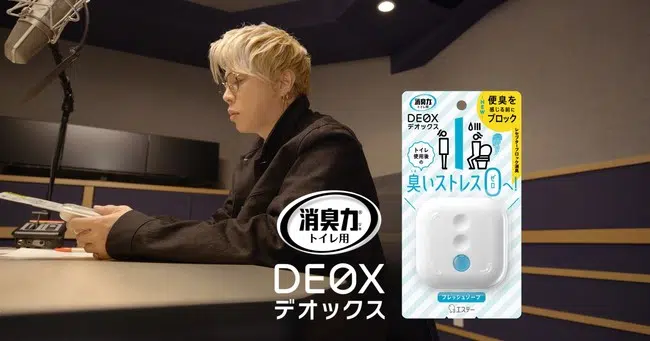 消臭力
トイレ用
DEOX
デオックス
消臭力
トイレ用
DEOX
デオックス
NEW
便臭を
感じる前に
ブロック
トイレ
使用後の
臭いストレス0へ!
ゼロ
フレッシュソープ
エステー